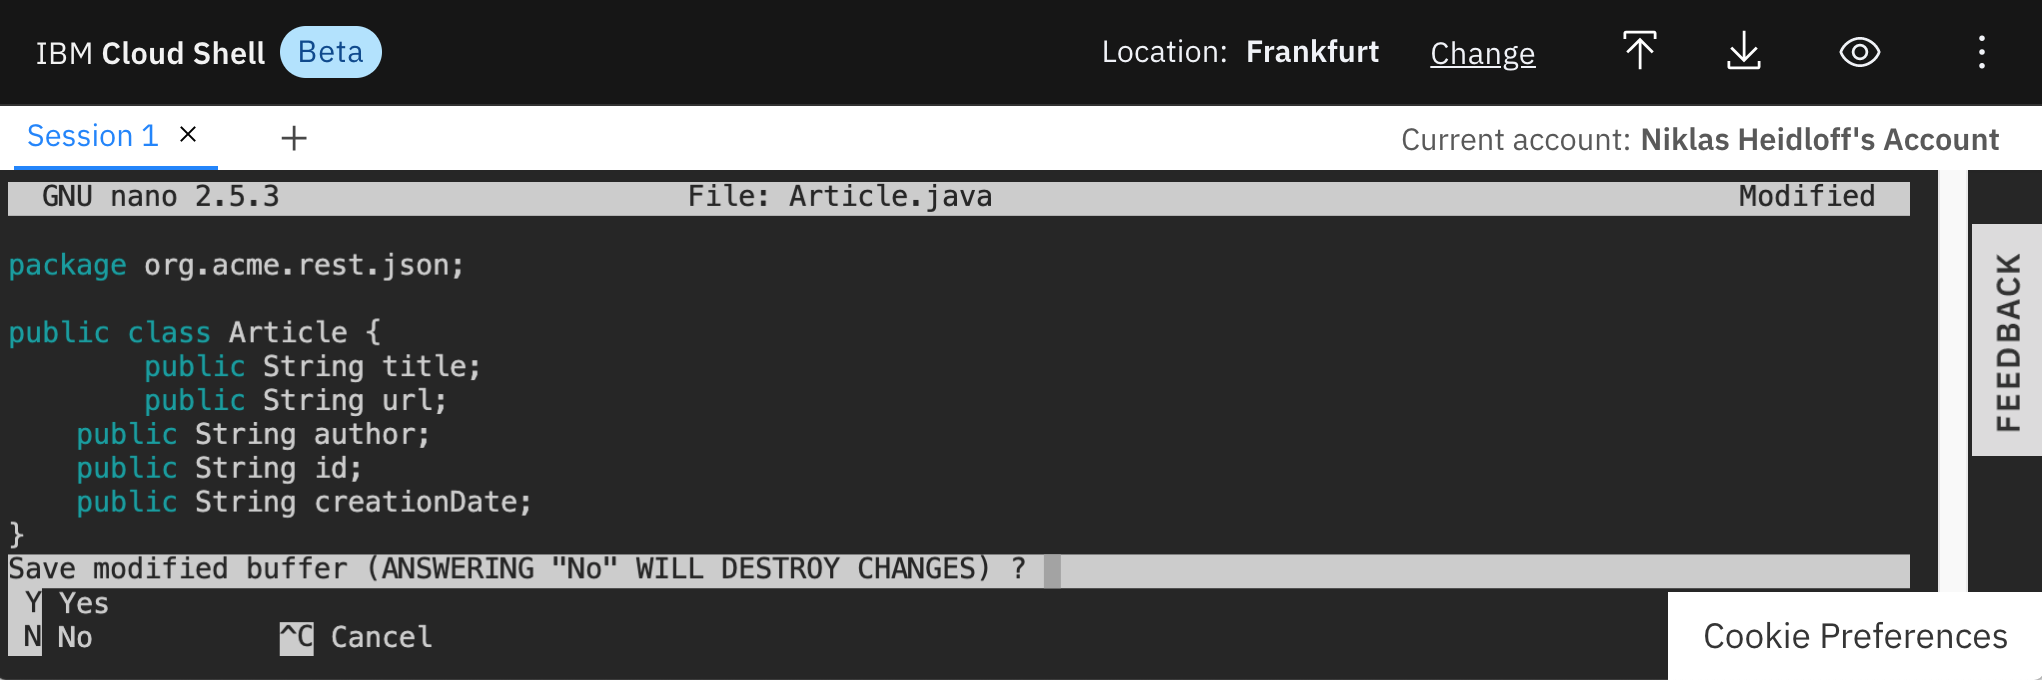 IBM Cloud Shell Beta Location: Frankfurt Change
Session 1 × + Current account: Niklas Heidloff's Account
GNU nano 2.5.3 File: Article.java Modified
package org.acme.rest.json;
public class Article {
public String title;
public String url;
public String author;
public String id;
public String creationDate;
}
Save modified buffer (ANSWERING "No" WILL DESTROY CHANGES) ?
Y Yes
N No ^C Cancel
FEEDBACK
Cookie Preferences